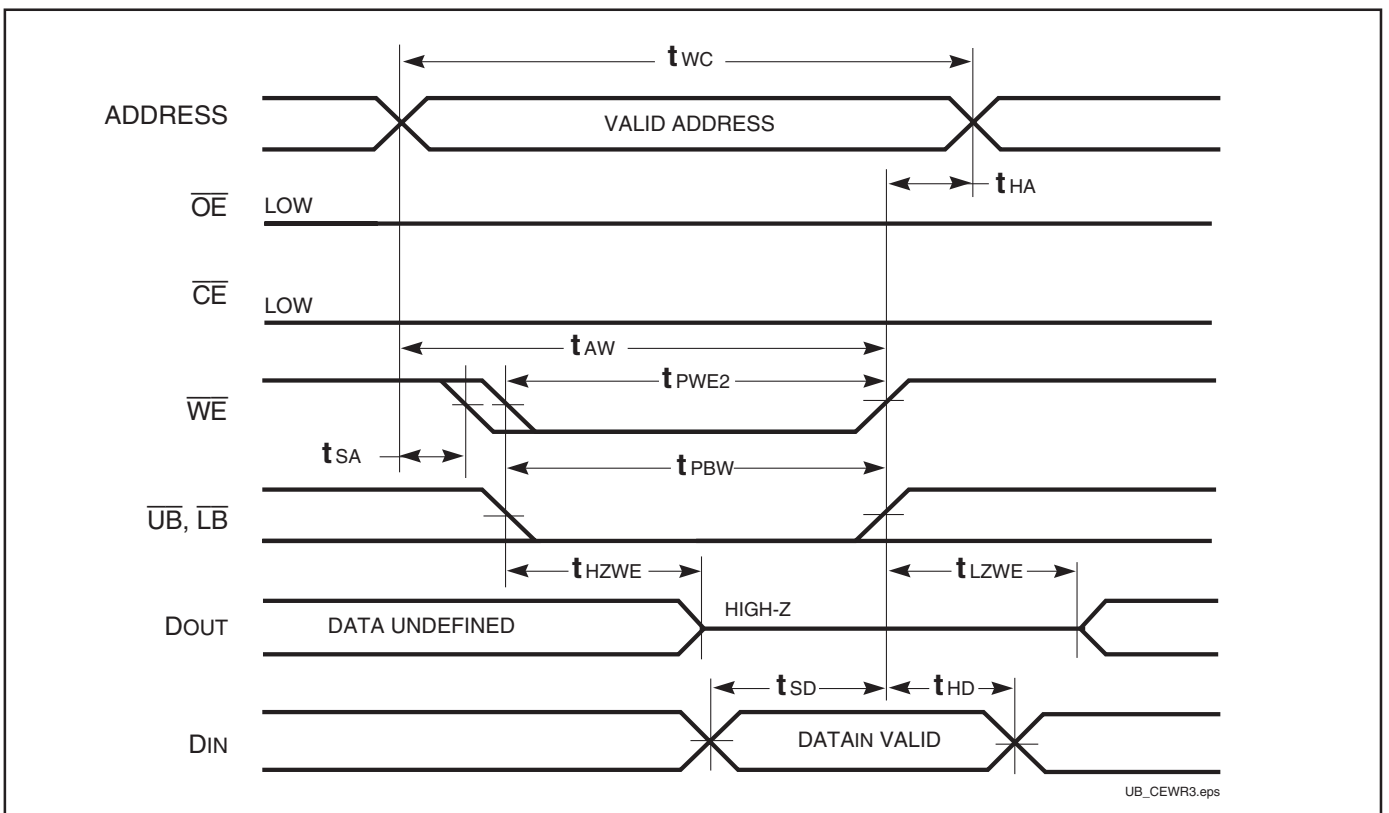 tWC
ADDRESS
VALID ADDRESS
tHA
OE
LOW
CE
LOW
tAW
tPWE2
WE
tSA
tPBW
UB, LB
tHZWE
tLZWE
HIGH-Z
DOUT
DATA UNDEFINED
tSD
tHD
DIN
DATAIN VALID
UB_CEWR3.eps